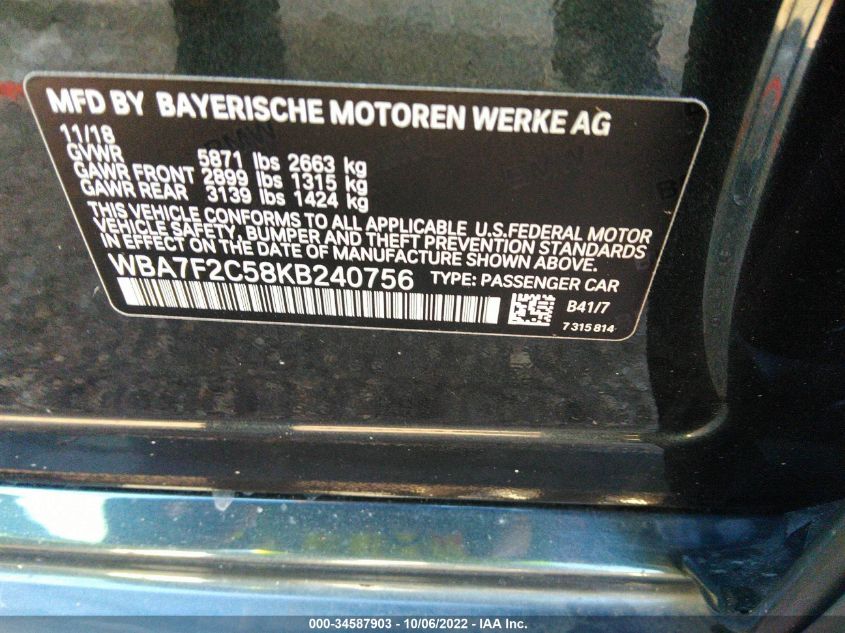 MFD BY BAYERISCHE MOTOREN WERKE AG
11/18
GVWR 5871 lbs 2663 kg
GAWR FRONT 2899 lbs 1315 kg
GAWR REAR 3139 lbs 1424 kg
THIS VEHICLE CONFORMS TO ALL APPLICABLE U.S.FEDERAL MOTOR
VEHICLE SAFETY, BUMPER AND THEFT PREVENTION STANDARDS
IN EFFECT ON THE DATE OF MANUFACTURE SHOWN ABOVE.
WBA7F2C58KB240756 TYPE: PASSENGER CAR
B41/7
7 315 814
000-34587903 - 10/06/2022 - IAA Inc.